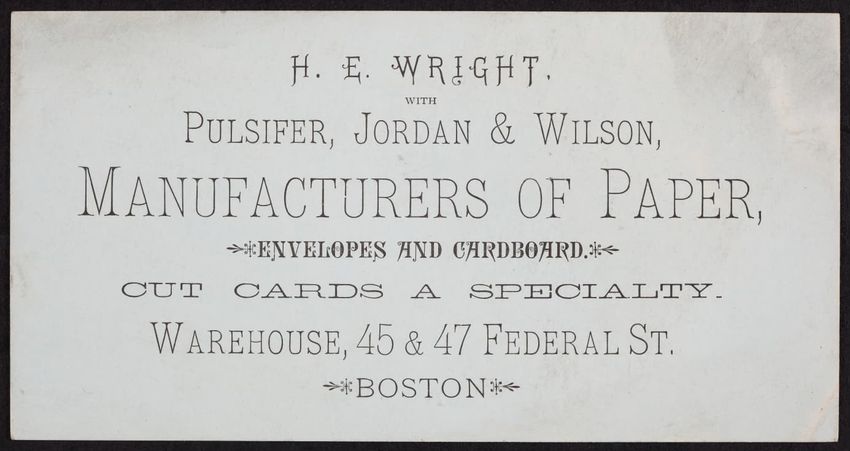 H. E. WRIGHT,
WITH
PULSIFER, JORDAN & WILSON,
MANUFACTURERS OF PAPER,
ENVELOPES AND CARDBOARD.
CUT CARDS A SPECIALTY.
WAREHOUSE, 45 & 47 FEDERAL ST.
BOSTON